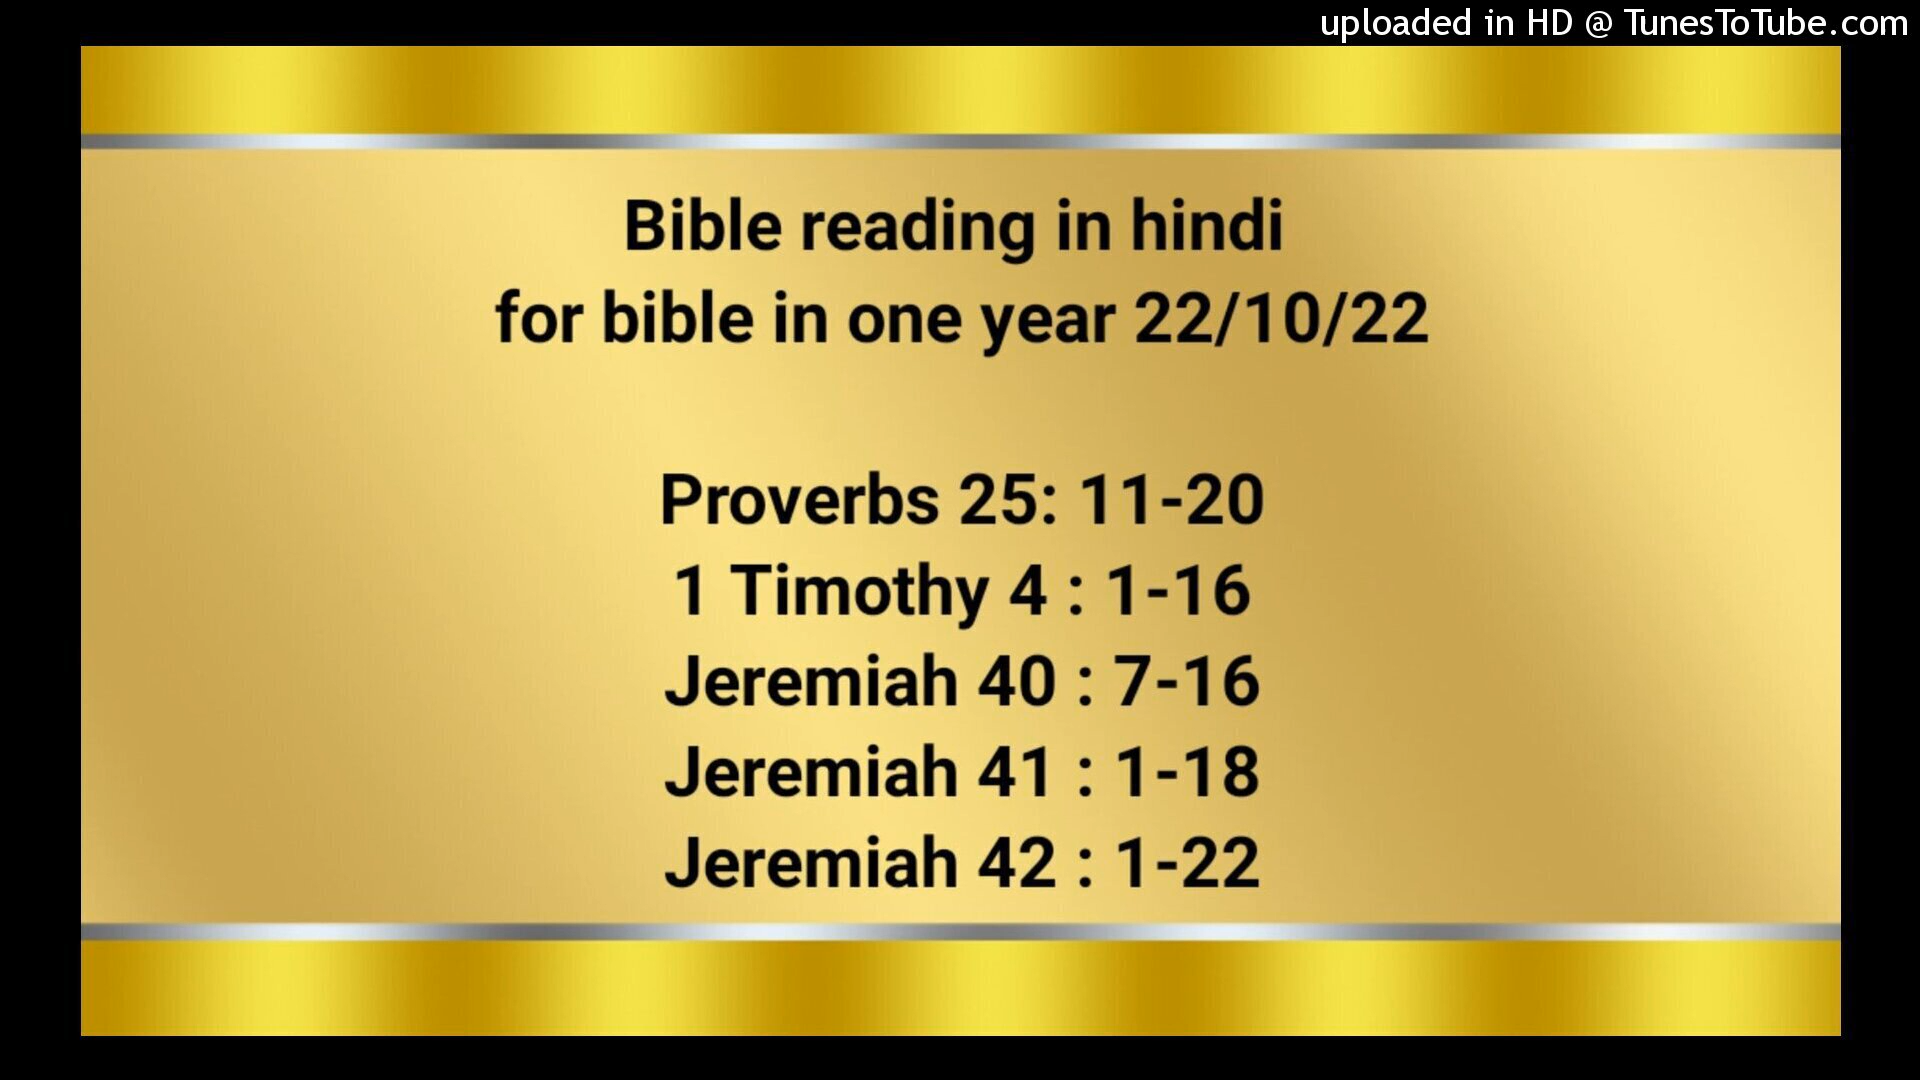 uploaded in HD @ TunesToTube.com
Bible reading in hindi
for bible in one year 22/10/22
Proverbs 25: 11-20
1 Timothy 4 : 1-16
Jeremiah 40 : 7-16
Jeremiah 41 : 1-18
Jeremiah 42 : 1-22